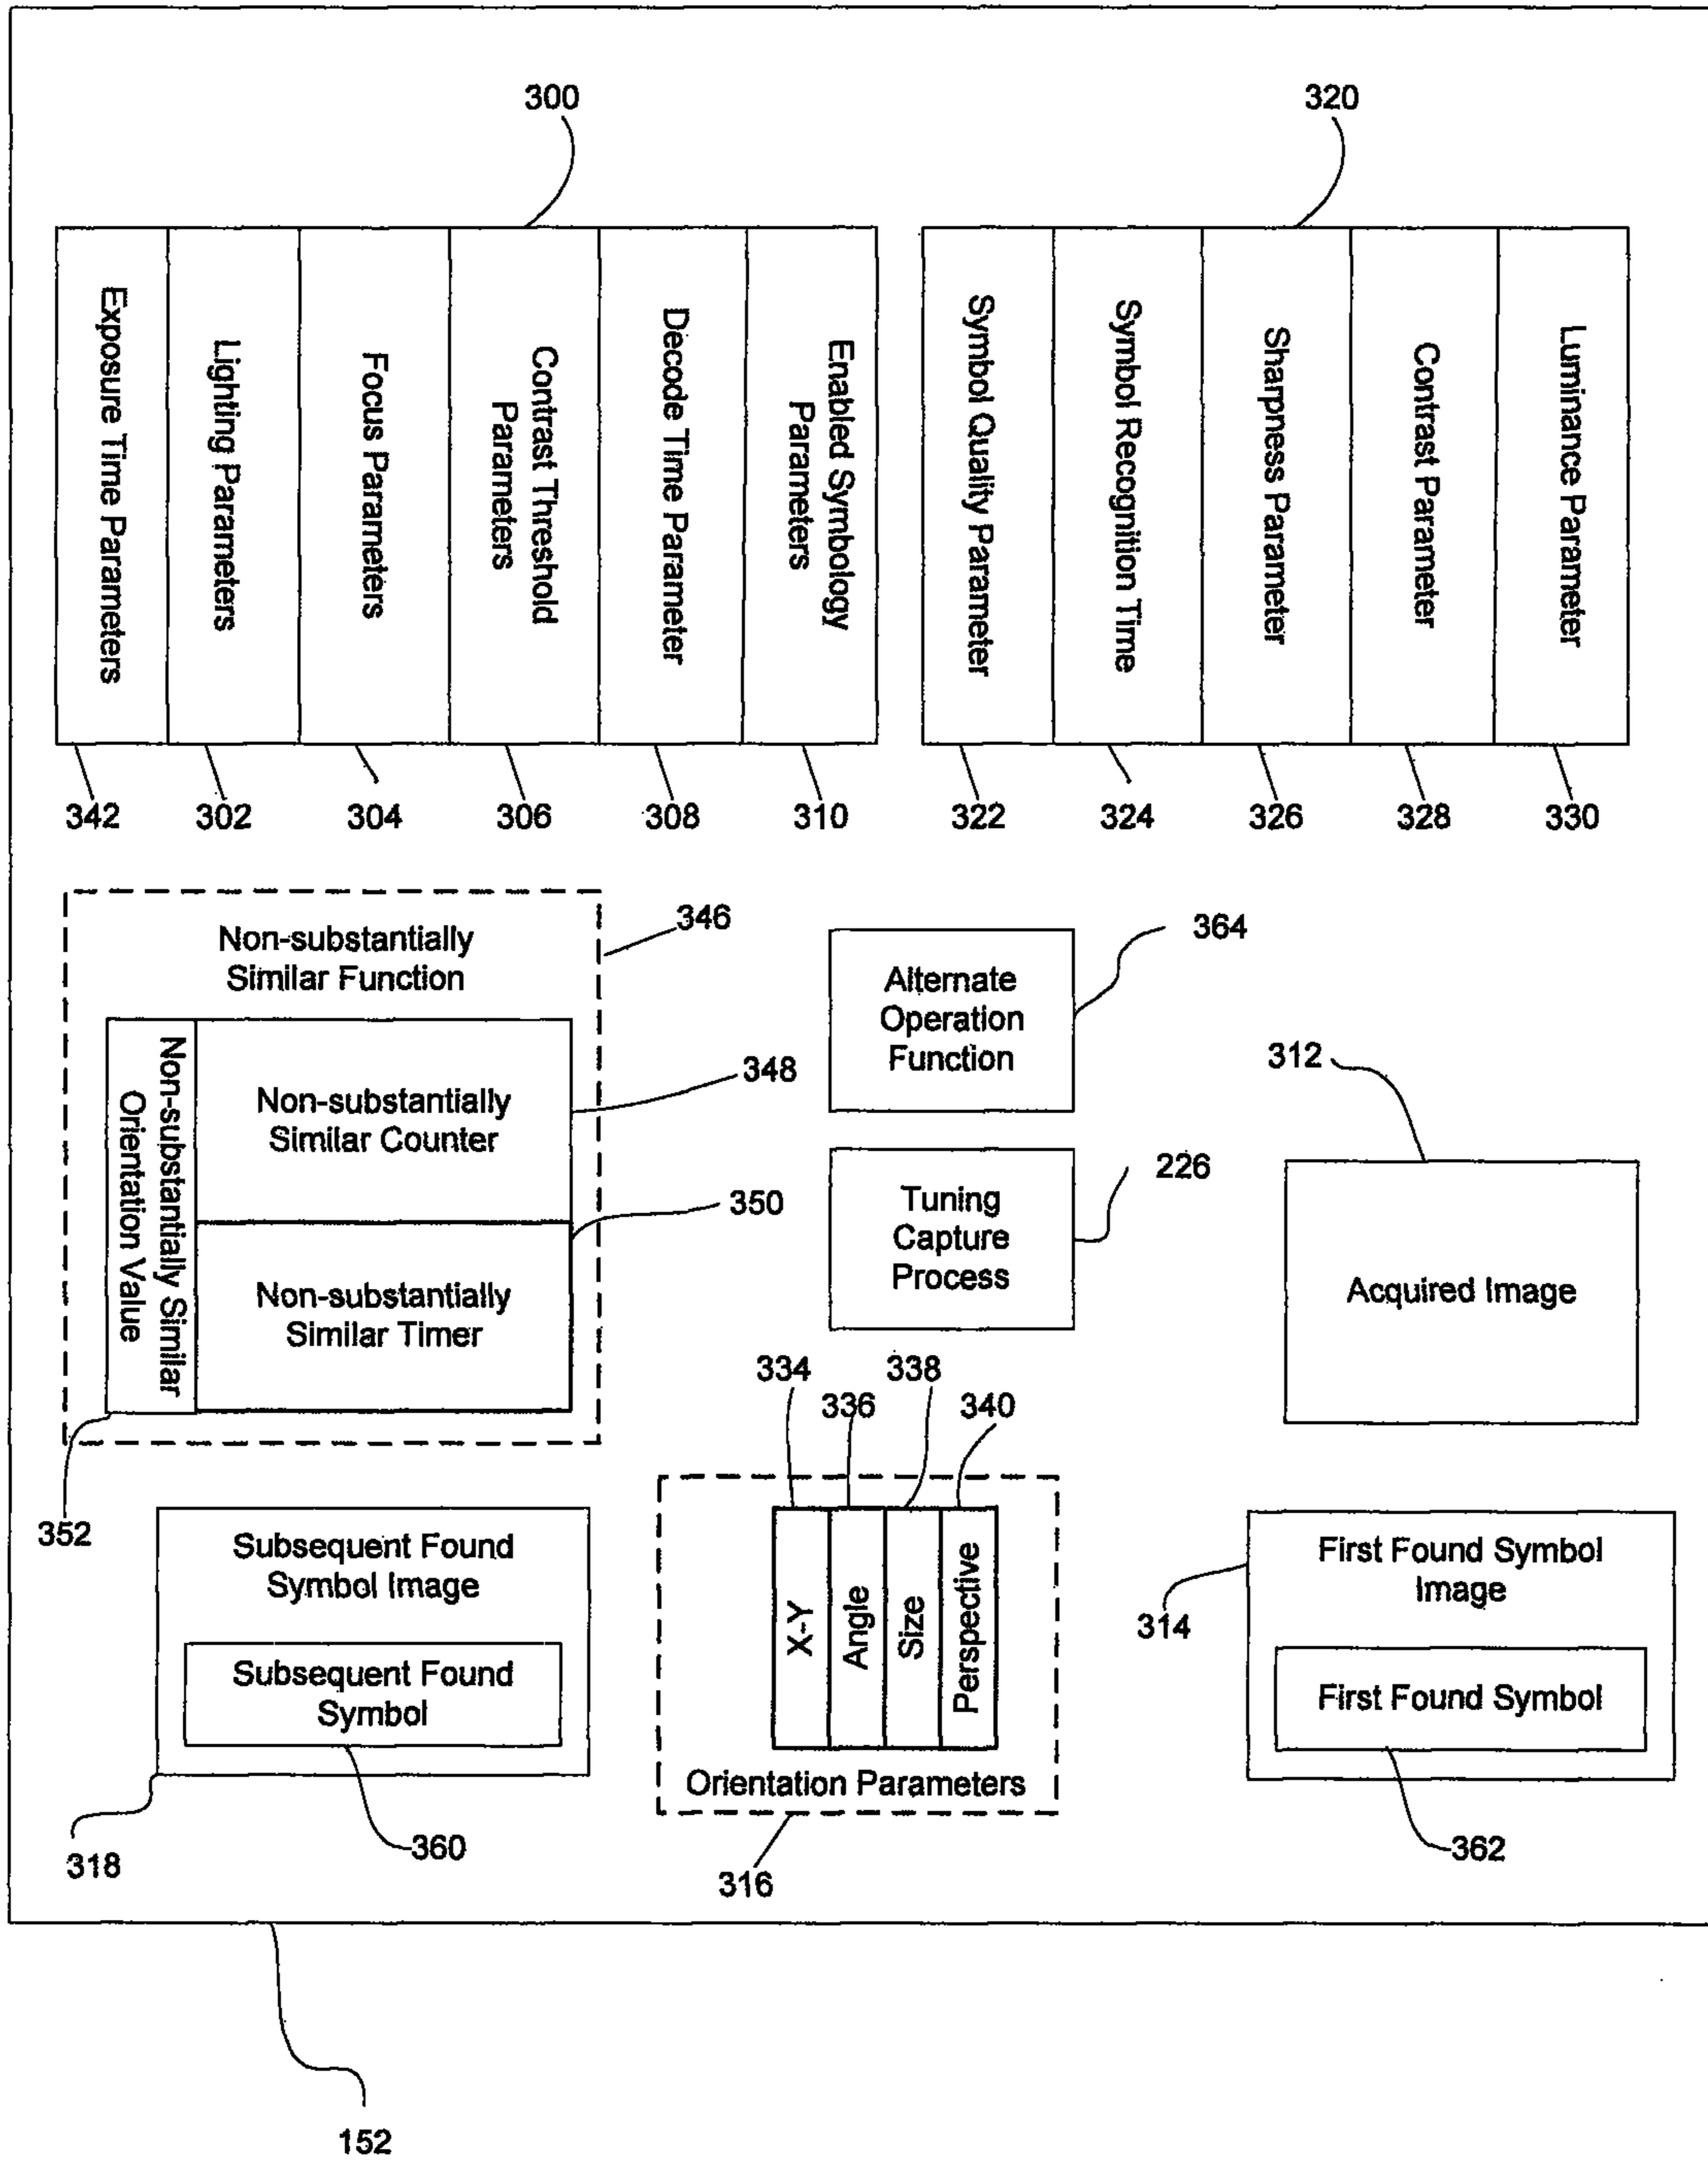 300
320
Exposure Time Parameters
Lighting Parameters
Focus Parameters
Contrast Threshold
Parameters
Decode Time Parameter
Enabled Symbology
Parameters
Symbol Quality Parameter
Symbol Recognition Time
Sharpness Parameter
Contrast Parameter
Luminance Parameter
342
302
304
306
308
310
322
324
326
328
330
Non-substantially
Similar Function
346
Non-substantially Similar
Orientation Value
Non-substantially
Similar Counter
348
Non-substantially
Similar Timer
350
352
Alternate
Operation
Function
364
Tuning
Capture
Process
226
312
Acquired Image
334
336
338
340
X-Y
Angle
Size
Perspective
Orientation Parameters
316
Subsequent Found
Symbol Image
Subsequent Found
Symbol
318
360
First Found Symbol
Image
314
First Found Symbol
362
152